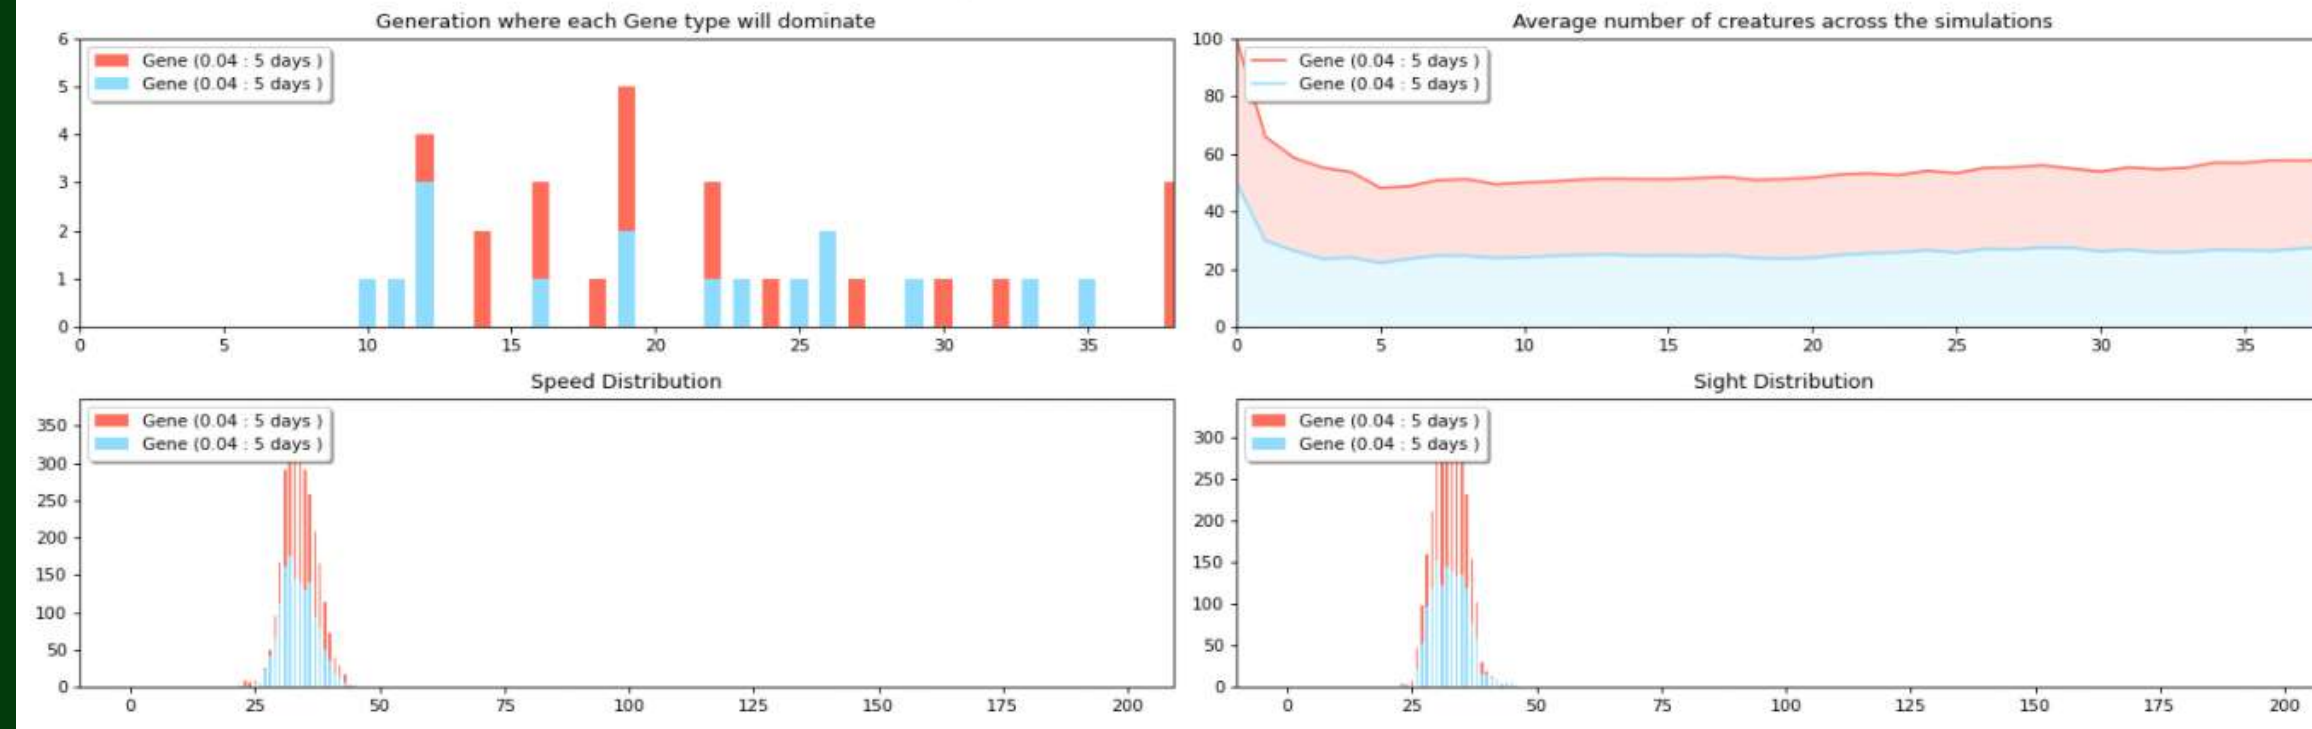 Generation where each Gene type will dominate
6
Gene (0.04 : 5 days )
Gene (0.04 : 5 days )
5
4
3
2
1
0
0 5 10 15 20 25 30 35
Average number of creatures across the simulations
100
Gene (0.04 : 5 days )
Gene (0.04 : 5 days )
80
60
40
20
0
0 5 10 15 20 25 30 35
Speed Distribution
Gene (0.04 : 5 days )
Gene (0.04 : 5 days )
350
300
250
200
150
100
50
0
0 25 50 75 100 125 150 175 200
Sight Distribution
Gene (0.04 : 5 days )
Gene (0.04 : 5 days )
300
250
200
150
100
50
0
0 25 50 75 100 125 150 175 200